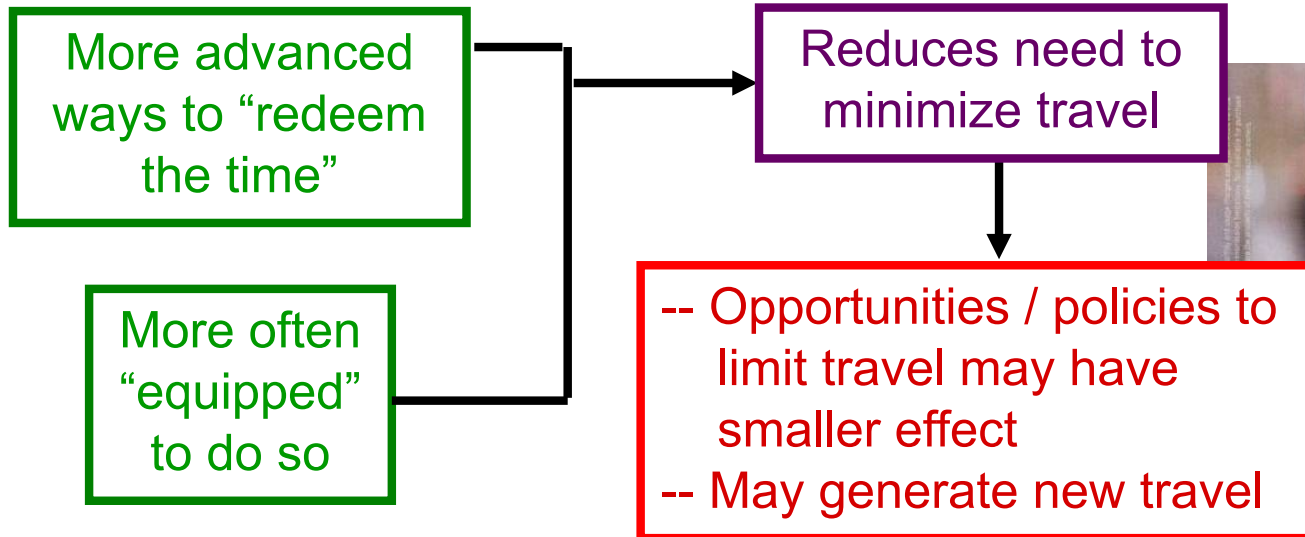 More advanced
ways to “redeem
the time”
More often
“equipped”
to do so
Reduces need to
minimize travel
-- Opportunities / policies to
limit travel may have
smaller effect
-- May generate new travel